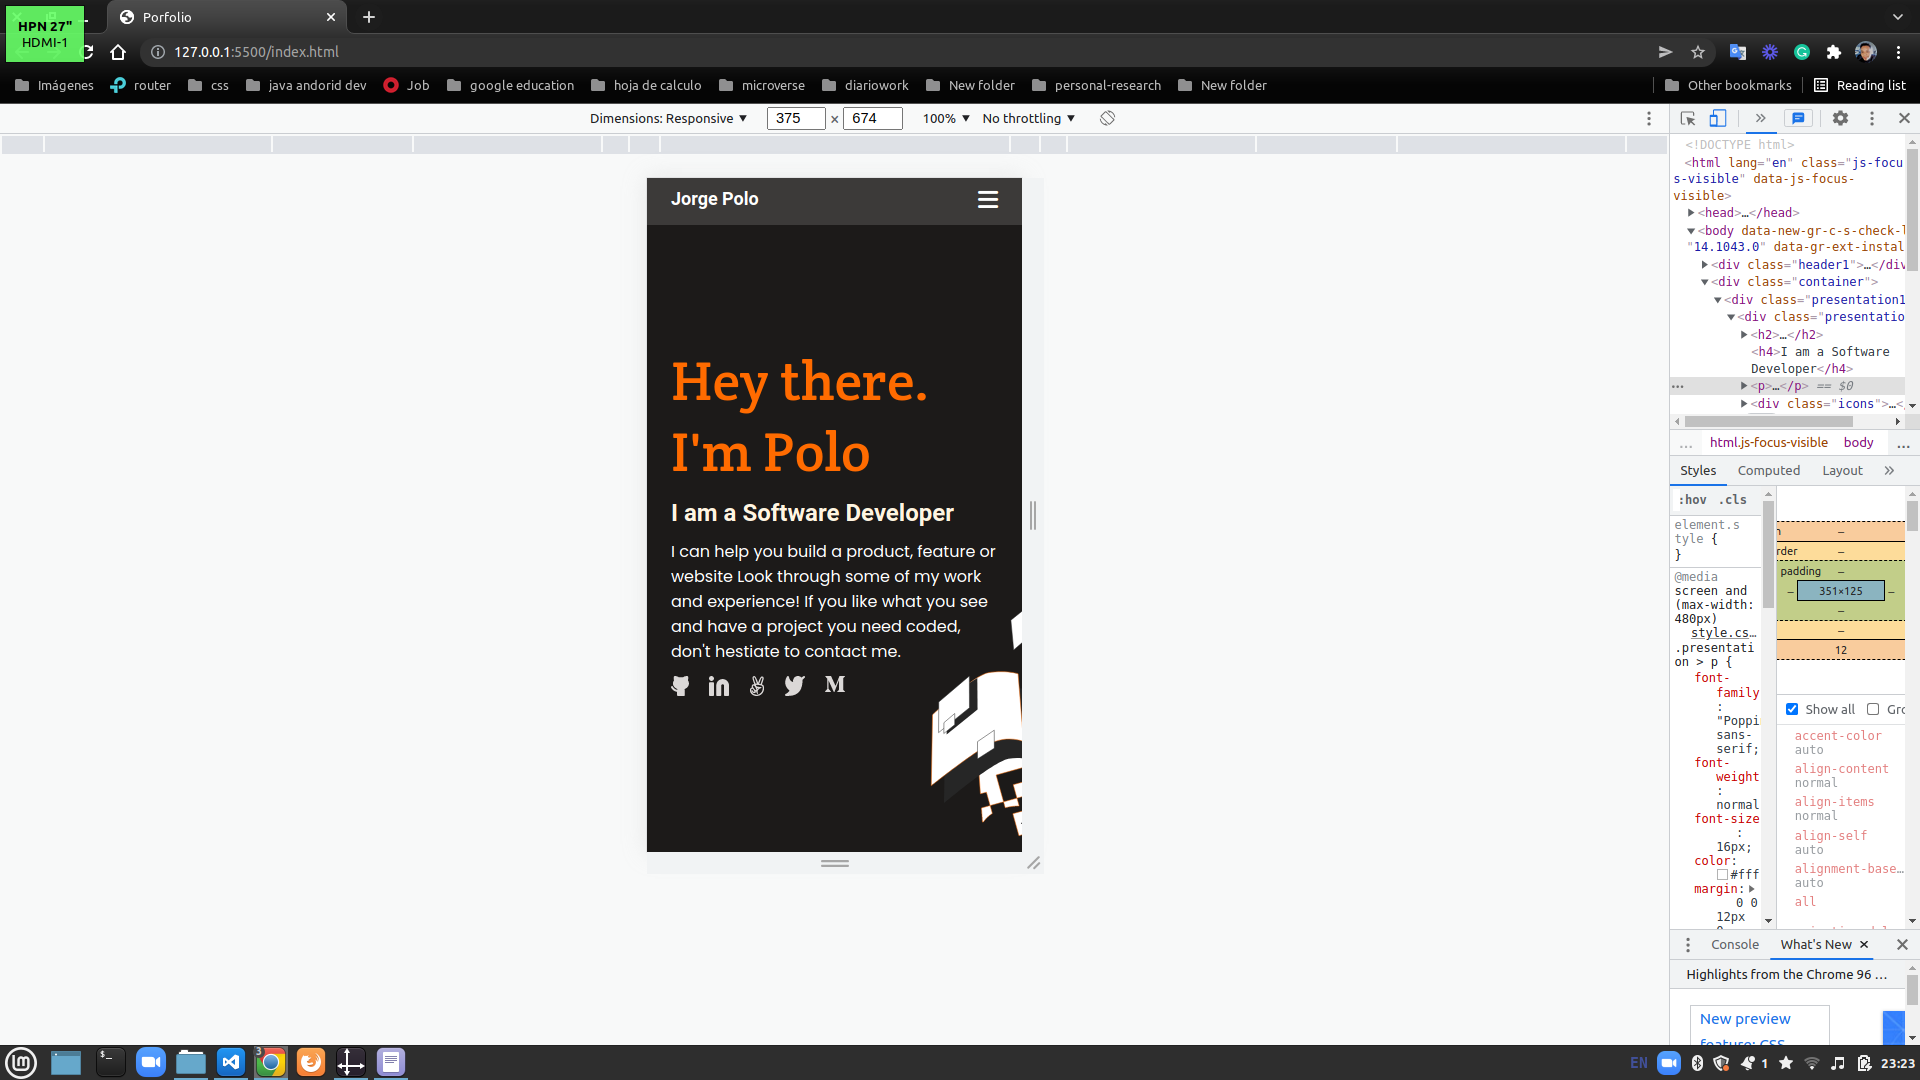 HPN 27"
HDMI-1
Porfolio
127.0.0.1:5500/index.html
Imágenes
router
css
java andorid dev
Job
google education
hoja de calculo
microverse
diariowork
New folder
personal-research
New folder
Other bookmarks
Reading list
Dimensions: Responsive
375
×
674
100%
No throttling
Jorge Polo
Hey there.
I'm Polo
I am a Software Developer
I can help you build a product, feature or
website Look through some of my work
and experience! If you like what you see
and have a project you need coded,
don't hestiate to contact me.
<!DOCTYPE html>
<html lang="en" class="js-focu
s-visible" data-js-focus-
visible>
<head>…</head>
<body data-new-gr-c-s-check-l
"14.1043.0" data-gr-ext-instal
<div class="header1">…</div
<div class="container">
<div class="presentation1
<div class="presentatio
<h2>…</h2>
<h4>I am a Software
Developer</h4>
… <p>…</p> == $0
<div class="icons">…<
… html.js-focus-visible body …
Styles Computed Layout
:hov .cls
element.s
tyle {
}
@media
screen and
(max-width:
480px)
style.cs…
.presentati
on > p {
font-
family
:
"Poppi
sans-
serif;
font-
weight
:
normal
font-size
:
16px;
color:
#fff
margin:
0 0
12px
rder –
padding –
– 351×125 –
–
–
12
Show all
Gro
accent-color
auto
align-content
normal
align-items
normal
align-self
auto
alignment-base…
auto
all
Console What's New
Highlights from the Chrome 96 …
New preview
feature: CSS
3
EN
1
23:23